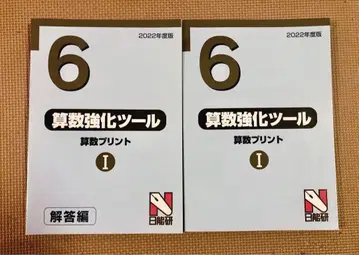 6
2022年度版
算数強化ツール
算数プリント
I
N
日能研
解答編
6
2022年度版
算数強化ツール
算数プリント
I
N
日能研